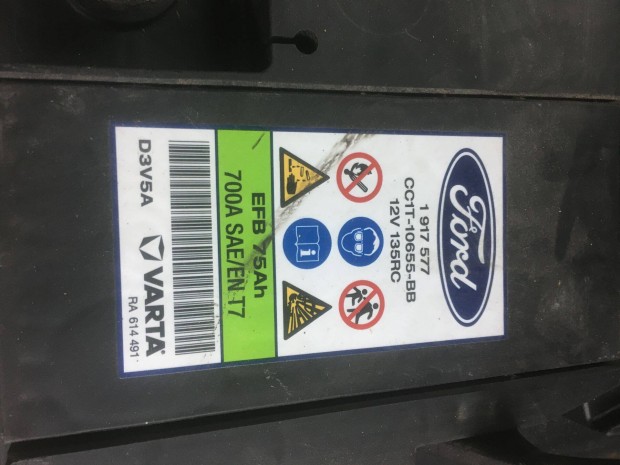 Ford
1 917 577
CC1T-10655-BB
12V 135RC
EFB 75Ah
700A SAE/EN T7
D3V5A
VARTA
RA 614 491